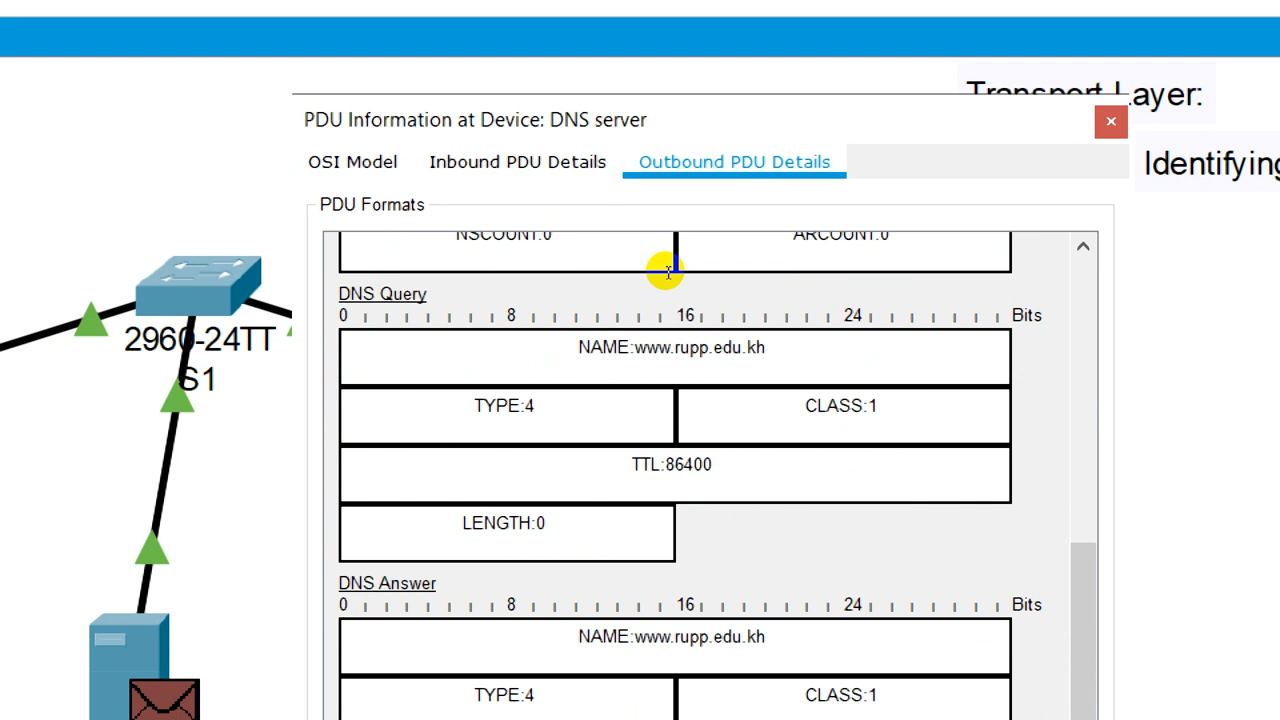 Transport Layer:
PDU Information at Device: DNS server
OSI Model Inbound PDU Details Outbound PDU Details
Identifying
PDU Formats
NSCOUNT:0 ARCOUNT:0
DNS Query
0 8 16 24 Bits
NAME:www.rupp.edu.kh
2960-24TT
S1
TYPE:4 CLASS:1
TTL:86400
LENGTH:0
DNS Answer
0 8 16 24 Bits
NAME:www.rupp.edu.kh
TYPE:4 CLASS:1